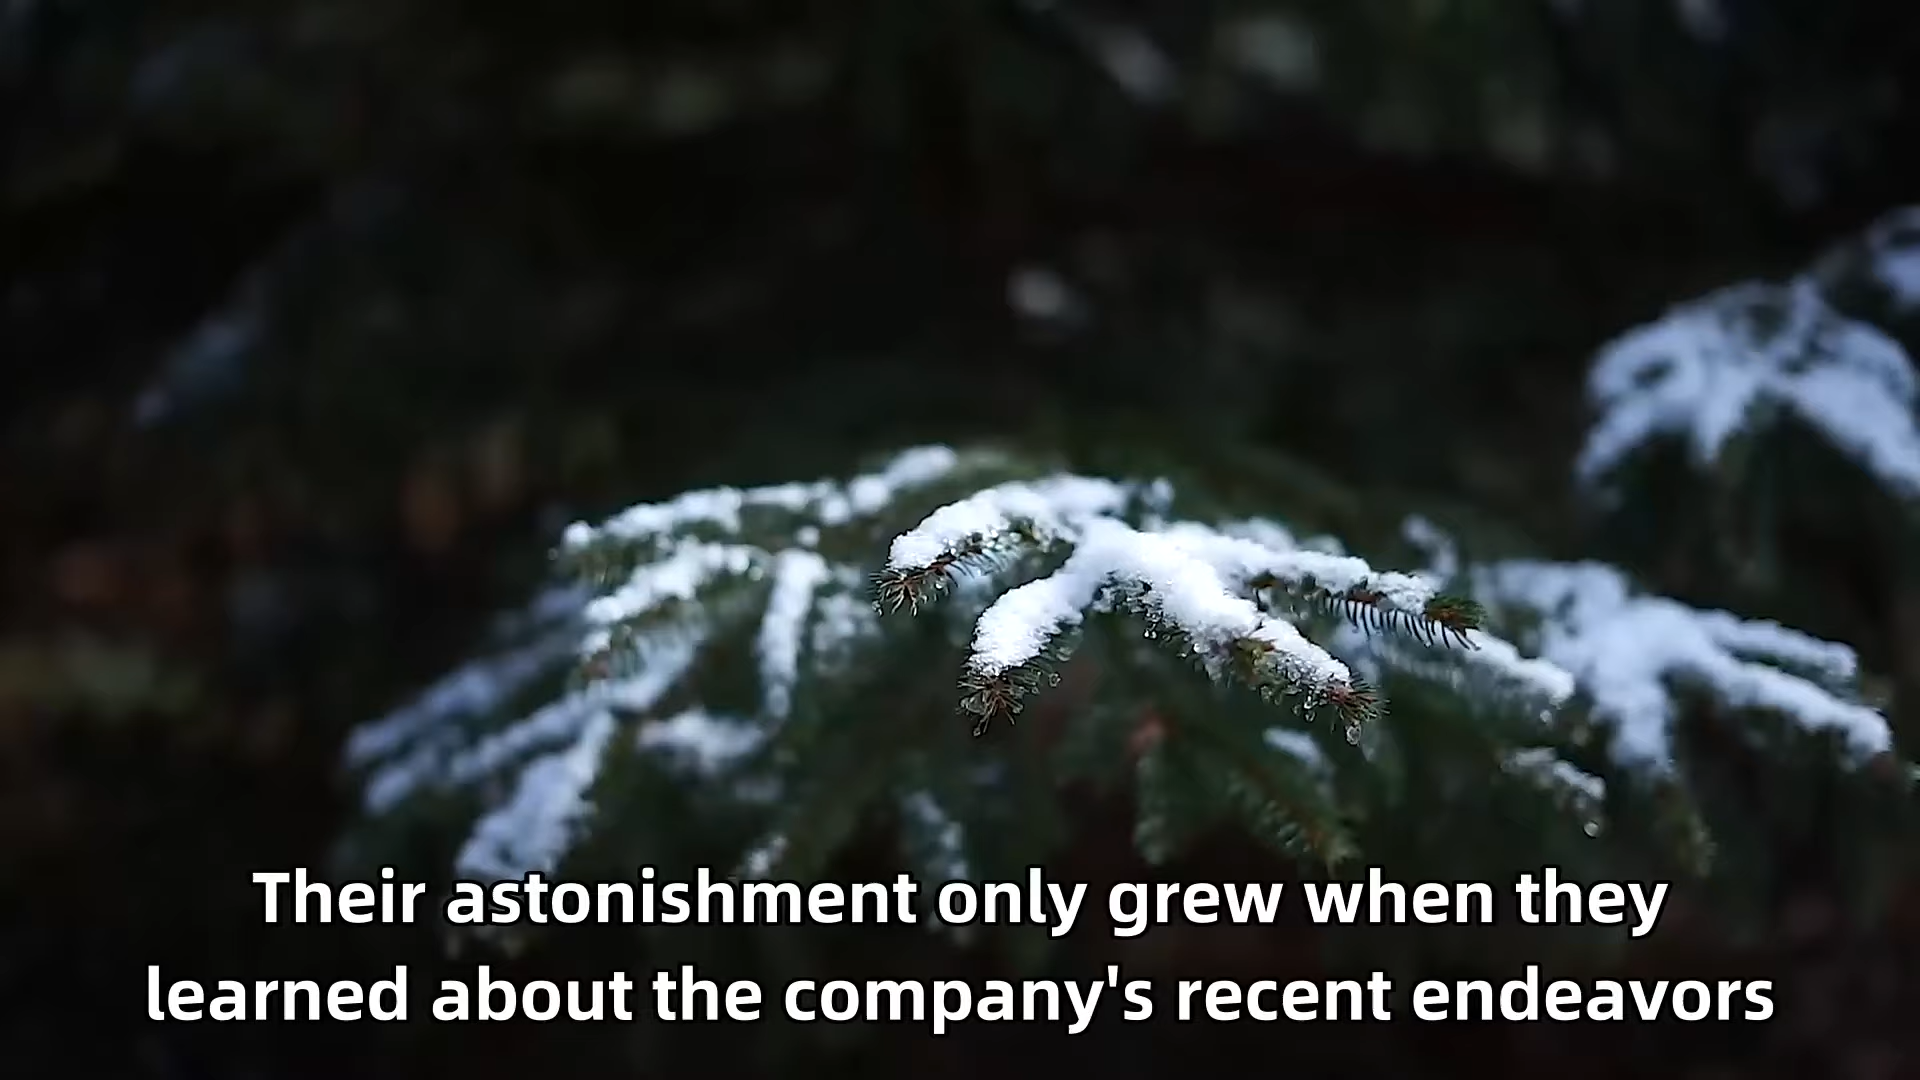 Their astonishment only grew when they
learned about the company's recent endeavors